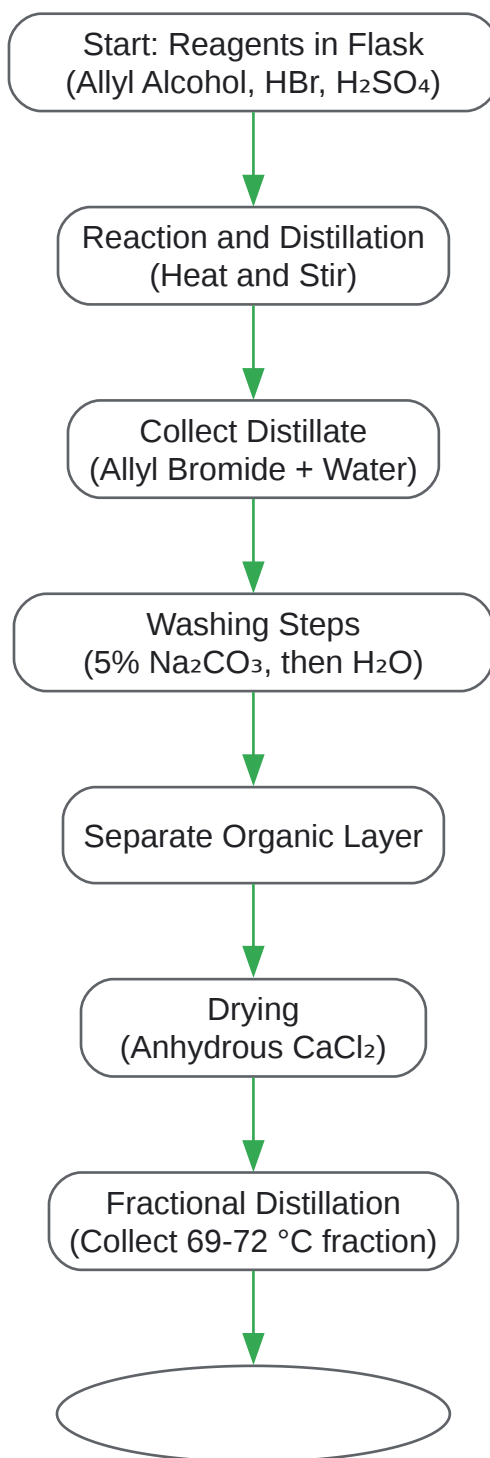 Start: Reagents in Flask
(Allyl Alcohol, HBr, H₂SO₄)
Reaction and Distillation
(Heat and Stir)
Collect Distillate
(Allyl Bromide + Water)
Washing Steps
(5% Na₂CO₃, then H₂O)
Separate Organic Layer
Drying
(Anhydrous CaCl₂)
Fractional Distillation
(Collect 69-72 °C fraction)